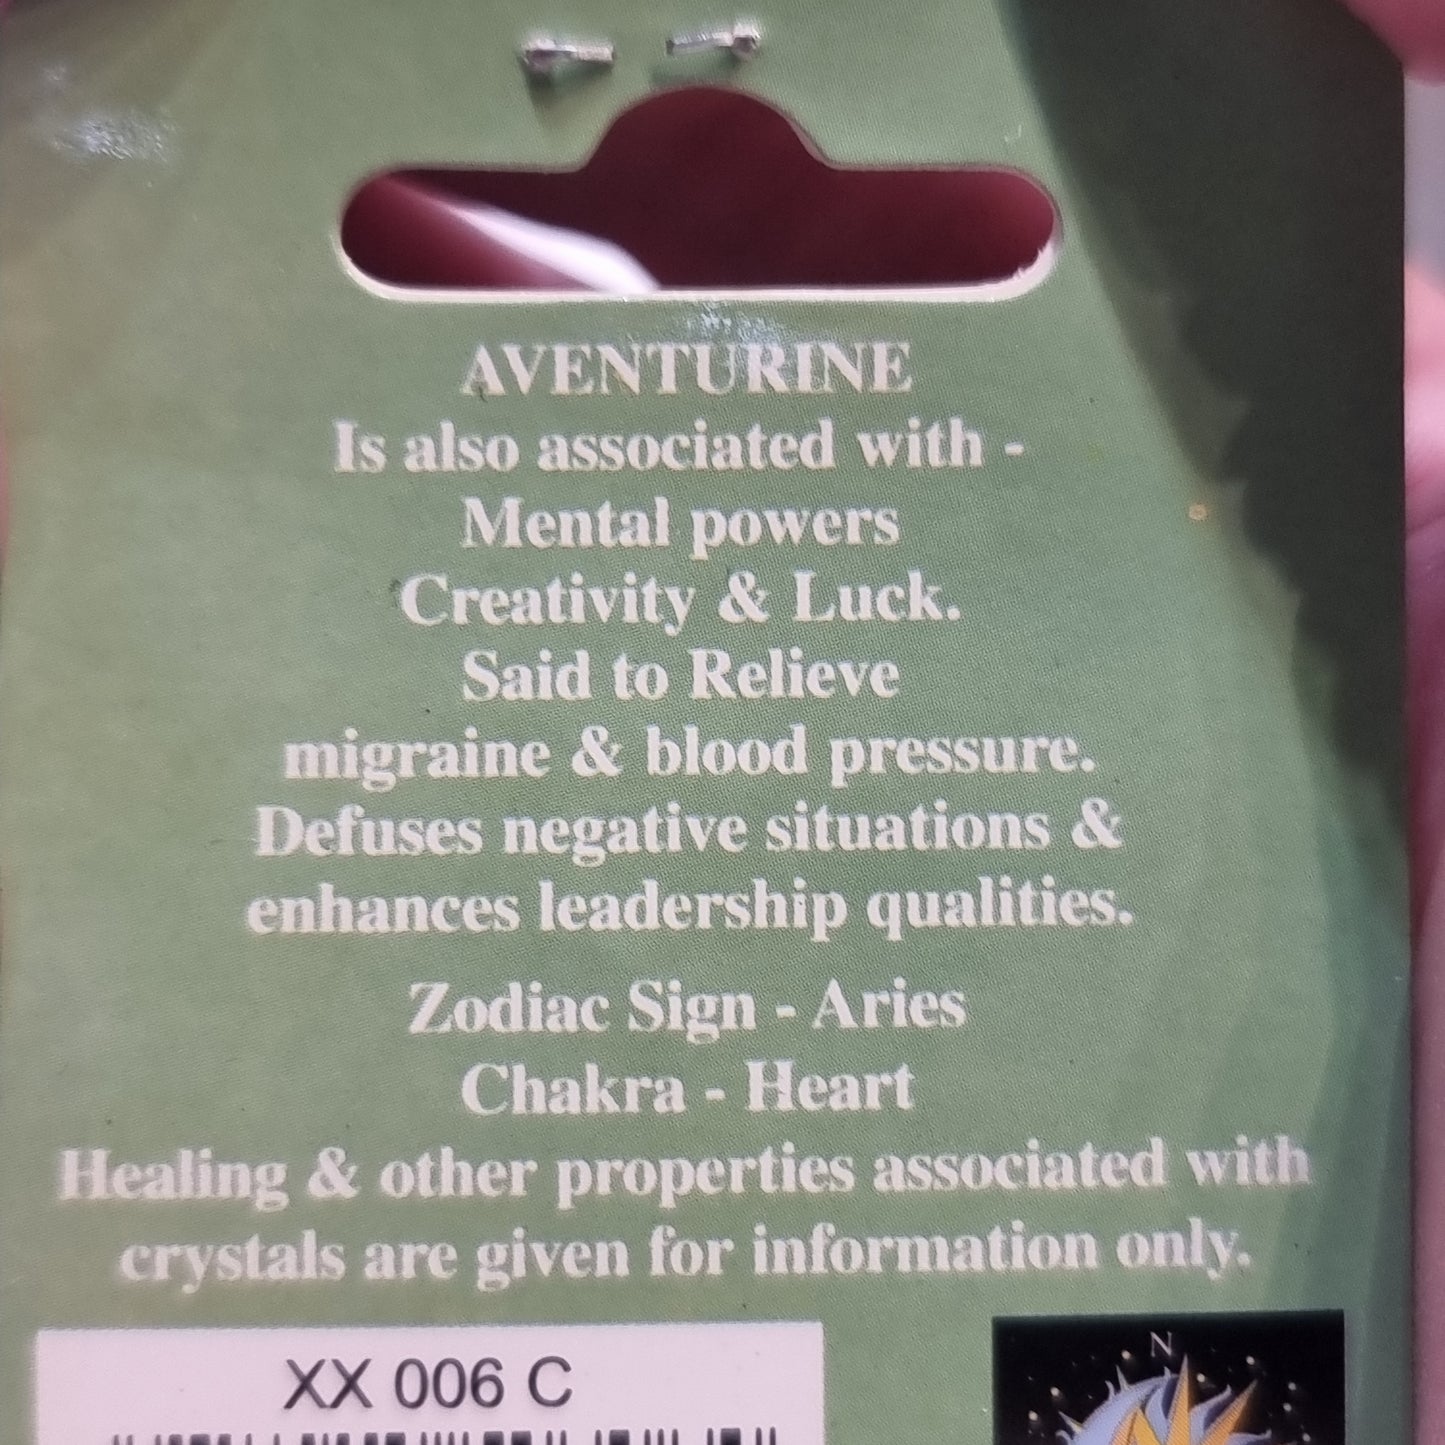 AVENTURINE
Is also associated with -
Mental powers
Creativity & Luck.
Said to Relieve
migraine & blood pressure.
Defuses negative situations &
enhances leadership qualities.
Zodiac Sign - Aries
Chakra - Heart
Healing & other properties associated with
crystals are given for information only.
XX 006 C
N